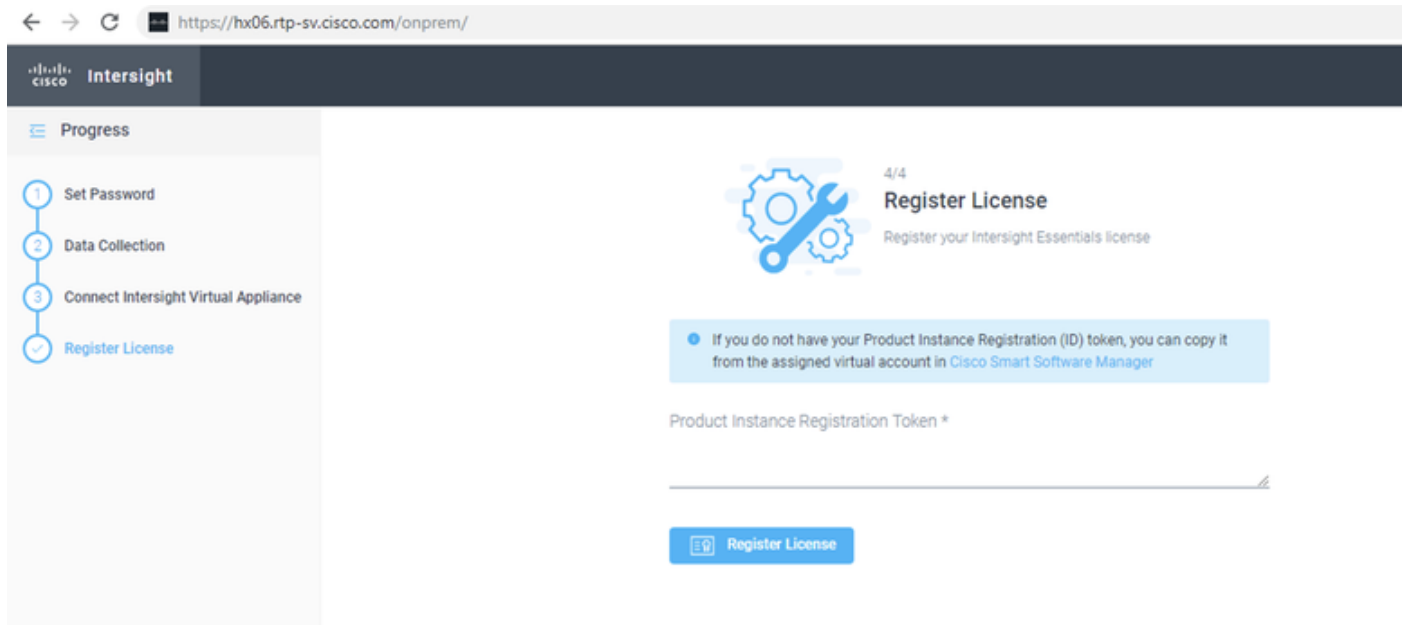 https://hx06.rtp-sv.cisco.com/onprem/
cisco Intersight
Progress
1 Set Password
2 Data Collection
3 Connect Intersight Virtual Appliance
Register License
4/4
Register License
Register your Intersight Essentials license
If you do not have your Product Instance Registration (ID) token, you can copy it
from the assigned virtual account in Cisco Smart Software Manager
Product Instance Registration Token *
Register License